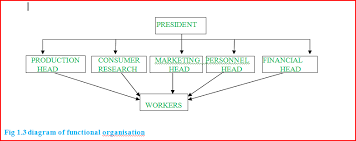 PRESIDENT
PRODUCTION HEAD
CONSUMER RESEARCH
MARKETING HEAD
PERSONNEL HEAD
FINANCIAL HEAD
WORKERS
Fig 1.3 diagram of functional organisation